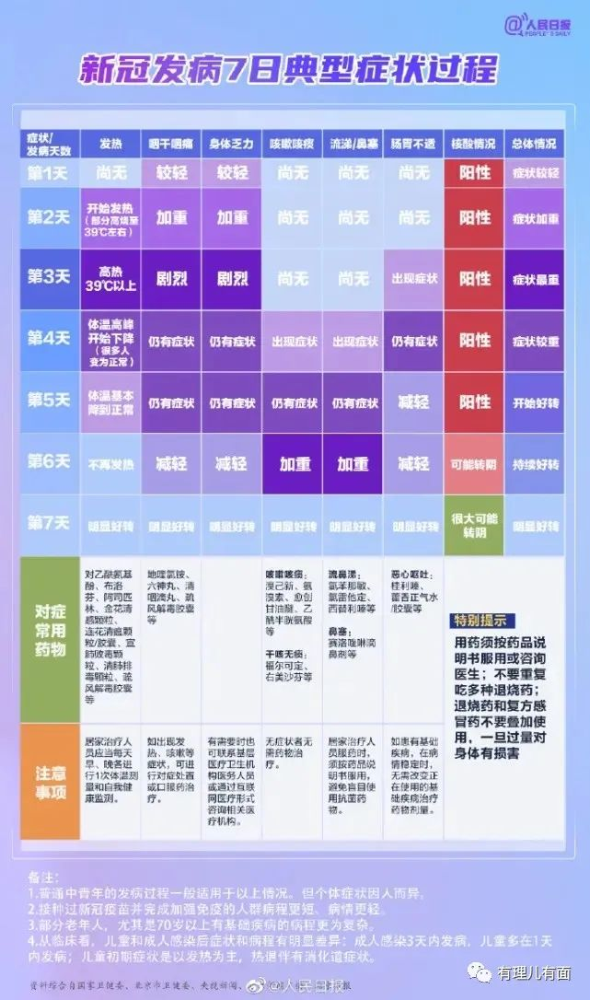 @人民日报
PEOPLE'S DAILY
新冠发病7日典型症状过程
症状/
发病天数
发热
咽干咽痛
身体乏力
咳嗽咳痰
流涕/鼻塞
肠胃不适
核酸情况
总体情况
第1天
尚无
较轻
较轻
尚无
尚无
尚无
阳性
症状较轻
第2天
开始发热
(部分高烧至
39℃左右)
加重
加重
尚无
尚无
尚无
阳性
症状加重
第3天
高热
39℃以上
剧烈
剧烈
尚无
尚无
出现症状
阳性
症状最重
第4天
体温高峰
开始下降
(很多人
变为正常)
仍有症状
仍有症状
出现症状
出现症状
仍有症状
阳性
症状较重
第5天
体温基本
降到正常
仍有症状
仍有症状
仍有症状
仍有症状
减轻
阳性
开始好转
第6天
不再发热
减轻
减轻
加重
加重
减轻
可能转阴
持续好转
第7天
明显好转
明显好转
明显好转
明显好转
明显好转
明显好转
很大可能
转阴
明显好转
对症
常用
药物
对乙酰氨基
酚、布洛
芬、阿司匹
林、金花清
感颗粒、
连花清瘟颗
粒/胶囊、宣
肺败毒颗
粒、清肺排
毒颗粒、疏
风解毒胶囊
等
地喹氯铵、
六神丸、清
咽滴丸、疏
风解毒胶囊
等
咳嗽咳痰:
溴己新、氨
溴索、愈创
甘油醚、乙
酰半胱氨酸
等
干咳无痰:
福尔可定、
右美沙芬等
流鼻涕:
氯苯那敏、
氯雷他定、
西替利嗪等
鼻塞:
赛洛唑啉滴
鼻剂等
恶心呕吐:
桂利嗪、
藿香正气水
/胶囊等
特别提示
用药须按药品说
明书服用或咨询
医生;不要重复
吃多种退烧药;
退烧药和复方感
冒药不要叠加使
用,一旦过量对
身体有损害
注意
事项
居家治疗人
员应当每天
早、晚各进
行1次体温测
量和自我健
康监测。
如出现发
热、咳嗽等
症状,可进
行对症处置
或口服药治
疗。
有需要时也
可联系基层
医疗卫生机
构医务人员
或通过互联
网医疗形式
咨询相关医
疗机构。
无症状者无
需药物治
疗。
居家治疗人
员服药时,
须按药品说
明书服用,
避免盲目使
用抗菌药
物。
如患有基础
疾病,在病
情稳定时,
无需改变正
在使用的基
础疾病治疗
药物剂量。
备注:
1.普通中青年的发病过程一般适用于以上情况。但个体症状因人而异。
2.接种过新冠疫苗并完成加强免疫的人群病程更短、病情更轻。
3.部分老年人,尤其是70岁以上有基础疾病的病程更为复杂。
4.从临床看,儿童和成人感染后症状和病程有明显差异:成人感染3天内发病,儿童多在1天
内发病;儿童初期症状是以发热为主,热退伴有消化道症状。
资料综合自国家卫健委、北京市卫健委、央视新闻、
@人民日报
报
有理儿有面